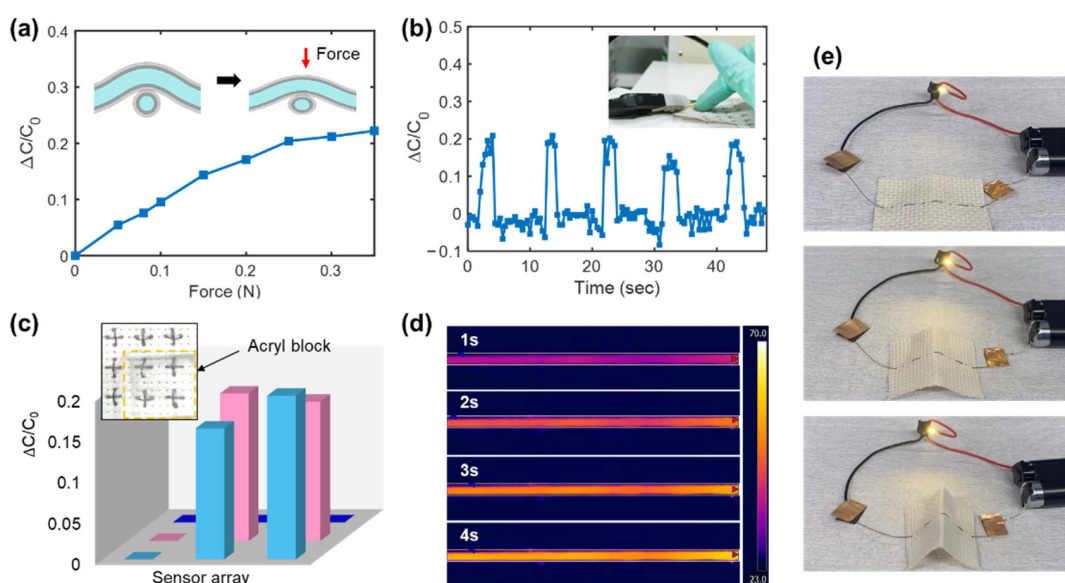 (a)
ΔC/C0
0.4
0.3
0.2
0.1
0
0
0.1
0.2
0.3
Force (N)
Force
(b)
ΔC/C0
0.5
0.4
0.3
0.2
0.1
0
−0.1
0
10
20
30
40
Time (sec)
(c)
Acryl block
ΔC/C0
0.2
0.15
0.1
0.05
0
Sensor array
(d)
1s
2s
3s
4s
70.0
23.0
(e)